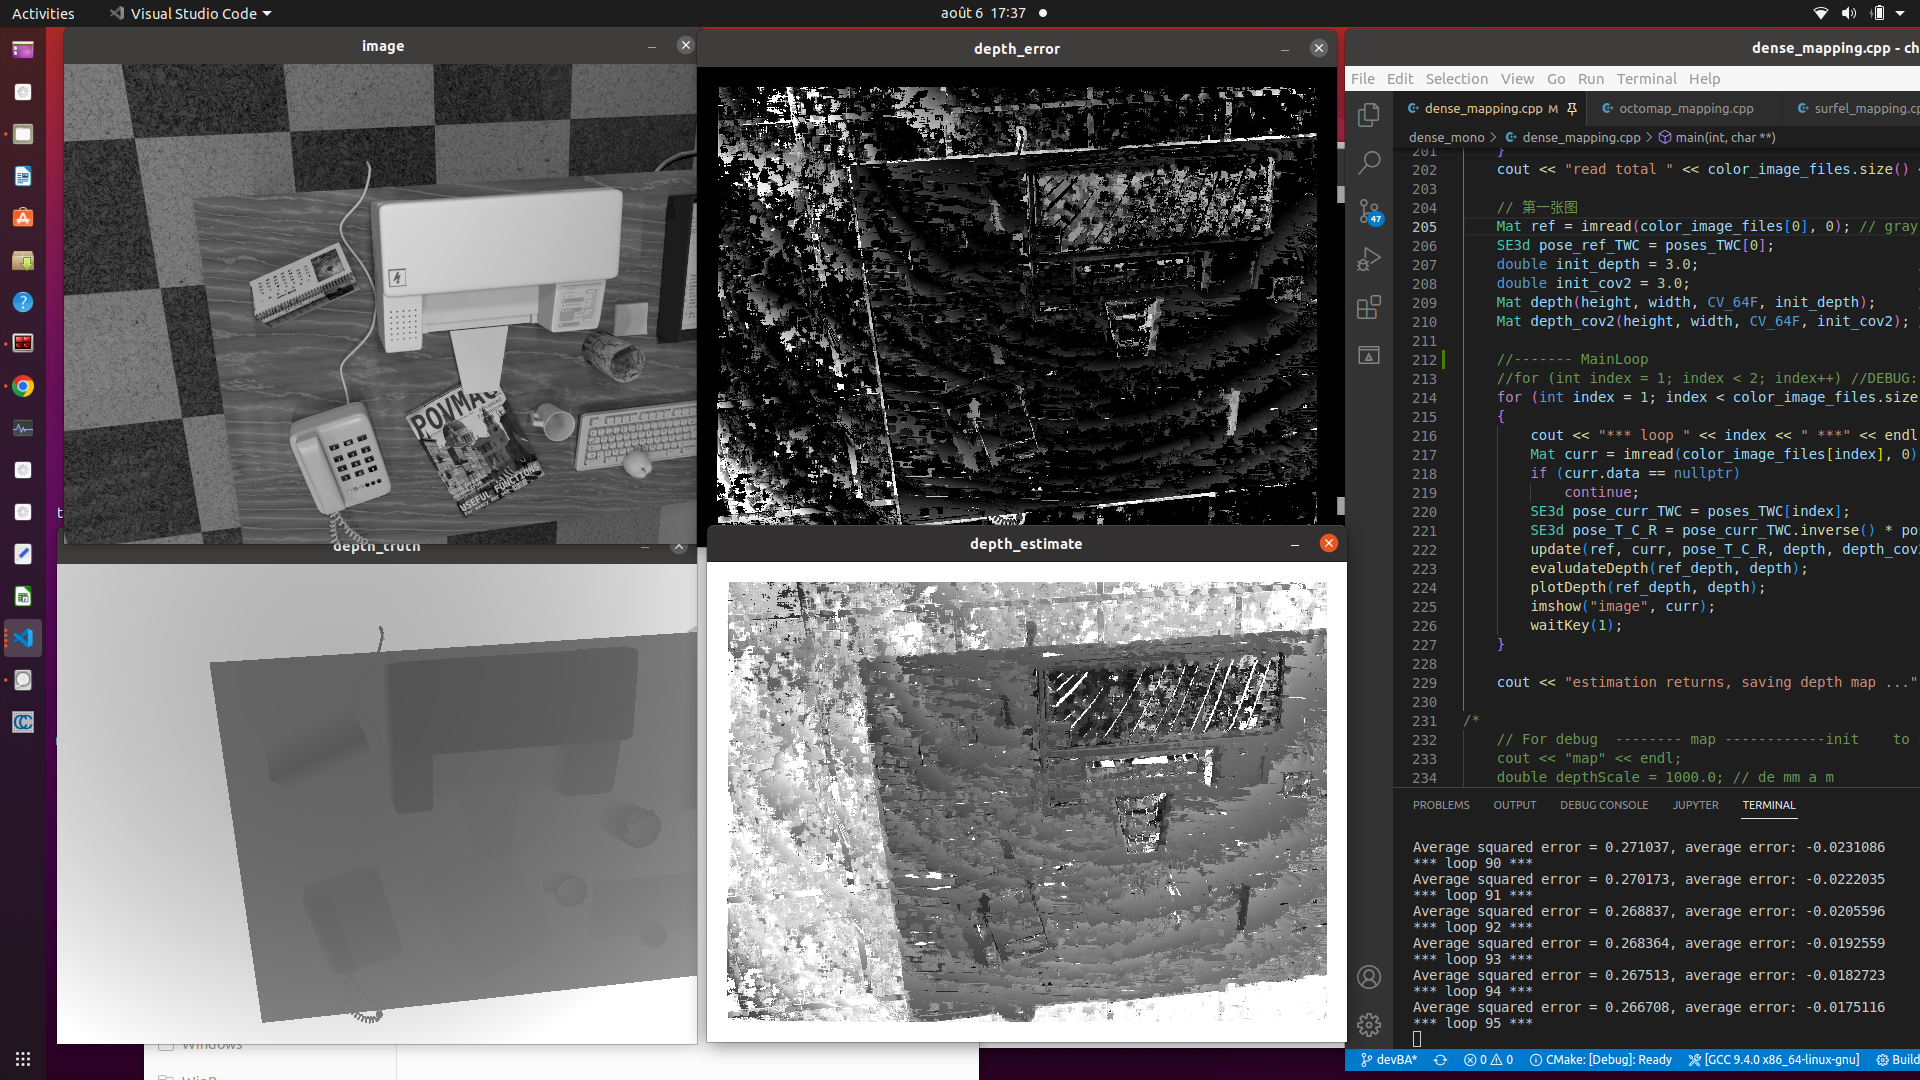 Activities
Visual Studio Code
août 6 17:37
image
depth_error
POVMAG
USEFUL FONCTIONS
depth_truth
depth_estimate
Windows
dense_mapping.cpp - ch
File Edit Selection View Go Run Terminal Help
dense_mapping.cpp M
octomap_mapping.cpp
surfel_mapping.cp
dense_mono > dense_mapping.cpp > main(int, char **)
47
201 }
202 cout << "read total " << color_image_files.size() <
203
204 // 第一张图
205 Mat ref = imread(color_image_files[0], 0); // gray
206 SE3d pose_ref_TWC = poses_TWC[0];
207 double init_depth = 3.0;
208 double init_cov2 = 3.0;
209 Mat depth(height, width, CV_64F, init_depth);
210 Mat depth_cov2(height, width, CV_64F, init_cov2);
211
212 //------- MainLoop
213 //for (int index = 1; index < 2; index++) //DEBUG:
214 for (int index = 1; index < color_image_files.size
215 {
216 cout << "*** loop " << index << " ***" << endl
217 Mat curr = imread(color_image_files[index], 0)
218 if (curr.data == nullptr)
219 continue;
220 SE3d pose_curr_TWC = poses_TWC[index];
221 SE3d pose_T_C_R = pose_curr_TWC.inverse() * po
222 update(ref, curr, pose_T_C_R, depth, depth_cov
223 evaludateDepth(ref_depth, depth);
224 plotDepth(ref_depth, depth);
225 imshow("image", curr);
226 waitKey(1);
227 }
228
229 cout << "estimation returns, saving depth map ..."
230
231 /*
232 // For debug -------- map ------------init to
233 cout << "map" << endl;
234 double depthScale = 1000.0; // de mm a m
PROBLEMS OUTPUT DEBUG CONSOLE JUPYTER TERMINAL
Average squared error = 0.271037, average error: -0.0231086
*** loop 90 ***
Average squared error = 0.270173, average error: -0.0222035
*** loop 91 ***
Average squared error = 0.268837, average error: -0.0205596
*** loop 92 ***
Average squared error = 0.268364, average error: -0.0192559
*** loop 93 ***
Average squared error = 0.267513, average error: -0.0182723
*** loop 94 ***
Average squared error = 0.266708, average error: -0.0175116
*** loop 95 ***
devBA* 0 0 CMake: [Debug]: Ready [GCC 9.4.0 x86_64-linux-gnu] Build